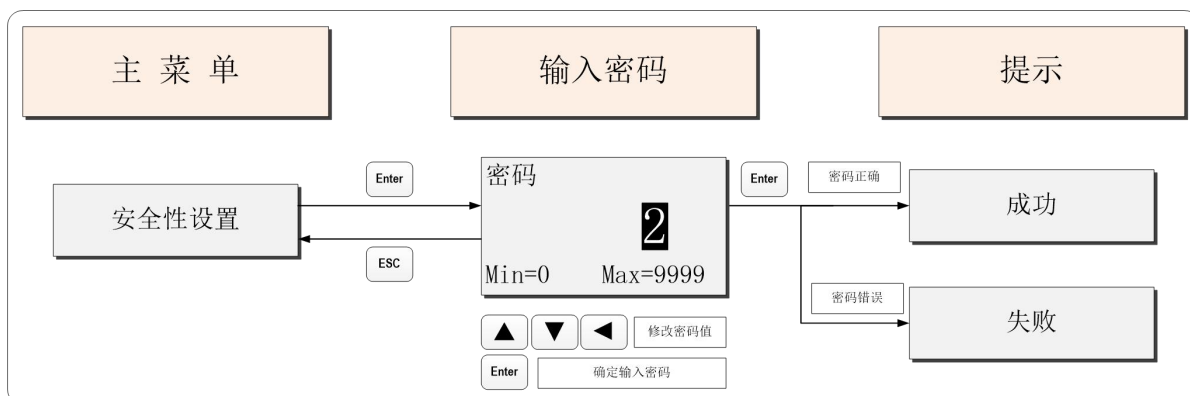 主 菜 单
输入密码
提示
安全性设置
Enter
ESC
密码
2
Min=0 Max=9999
▲ ▼ ◀ 修改密码值
Enter 确定输入密码
Enter
密码正确
成功
密码错误
失败